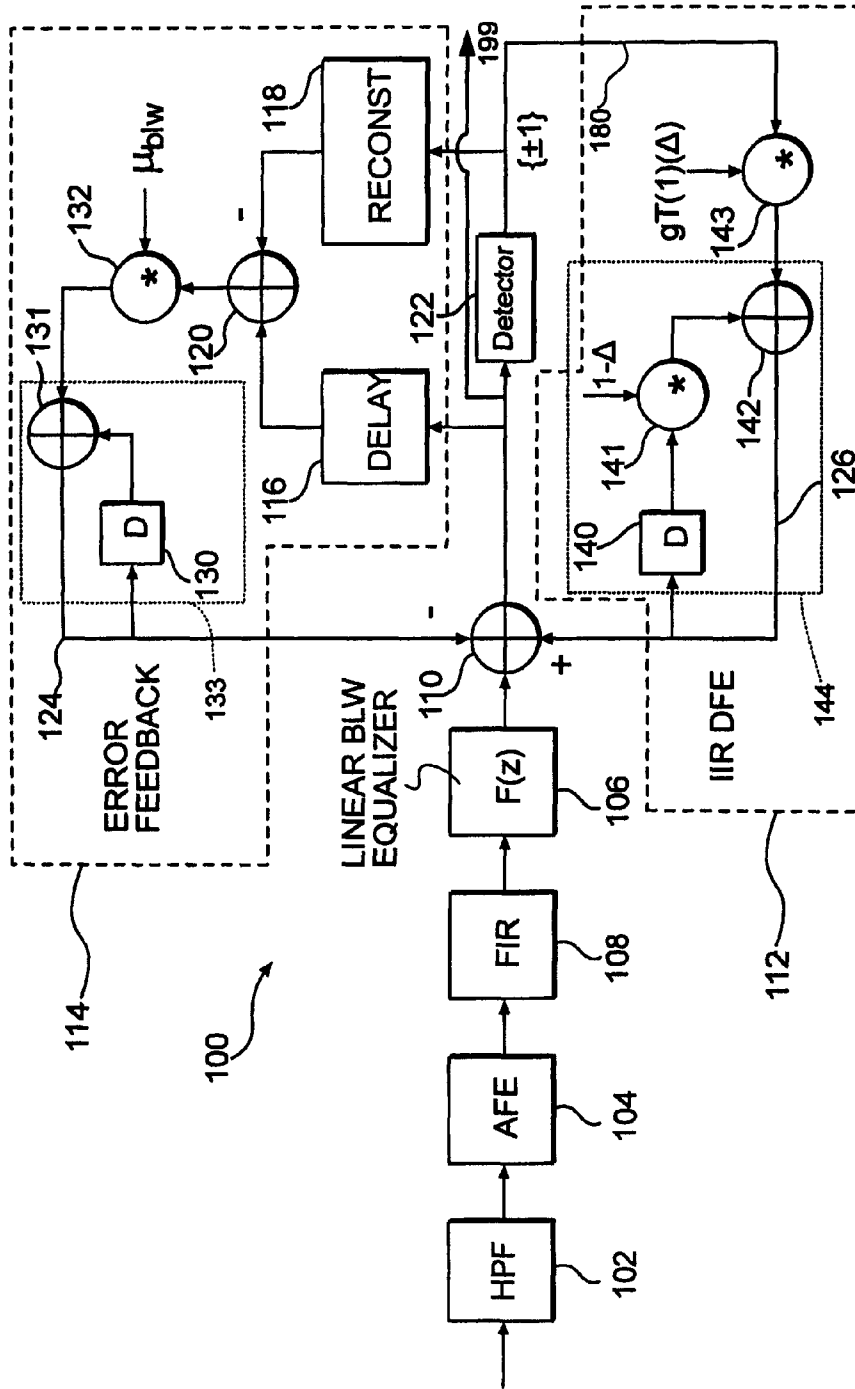 114
124
ERROR
FEEDBACK
133
D
130
131
132
μblw
-
120
DELAY
116
RECONST
118
199
100
HPF
102
AFE
104
FIR
108
LINEAR BLW
EQUALIZER
F(z)
106
110
-
+
Detector
122
{±1}
180
112
IIR DFE
144
D
140
1-Δ
*
141
142
126
gT(1)(Δ)
*
143
*